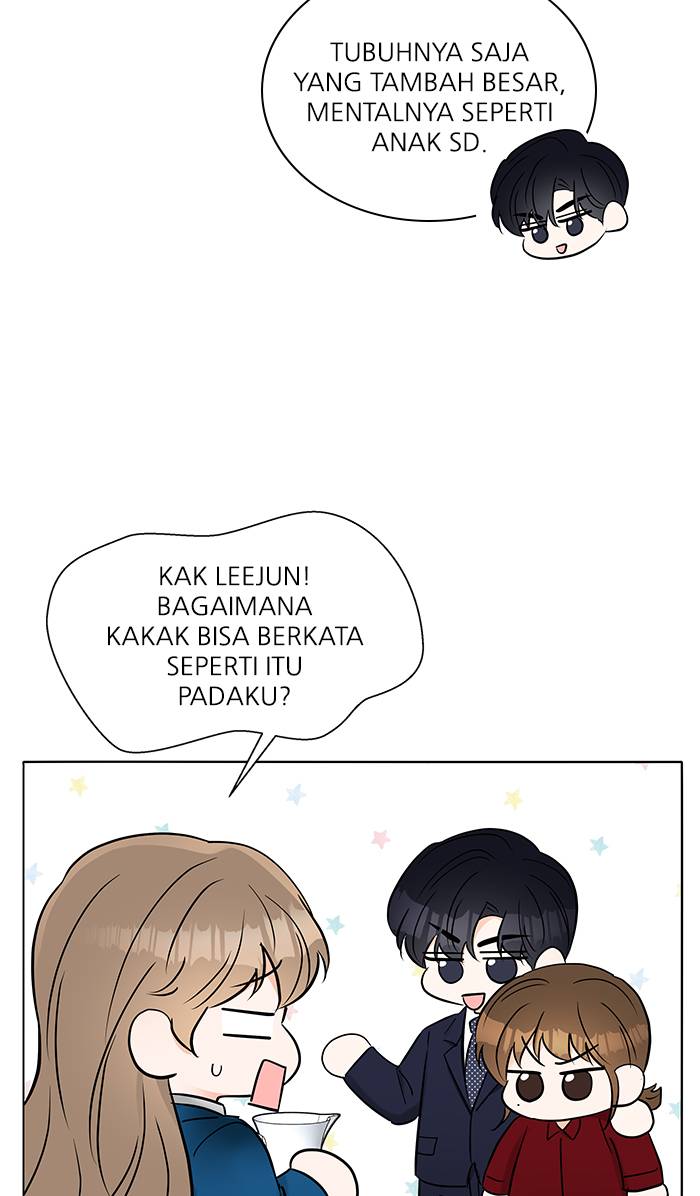 TUBUHNYA SAJA
YANG TAMBAH BESAR,
MENTALNYA SEPERTI
ANAK SD.
KAK LEEJUN!
BAGAIMANA
KAKAK BISA BERKATA
SEPERTI ITU
PADAKU?